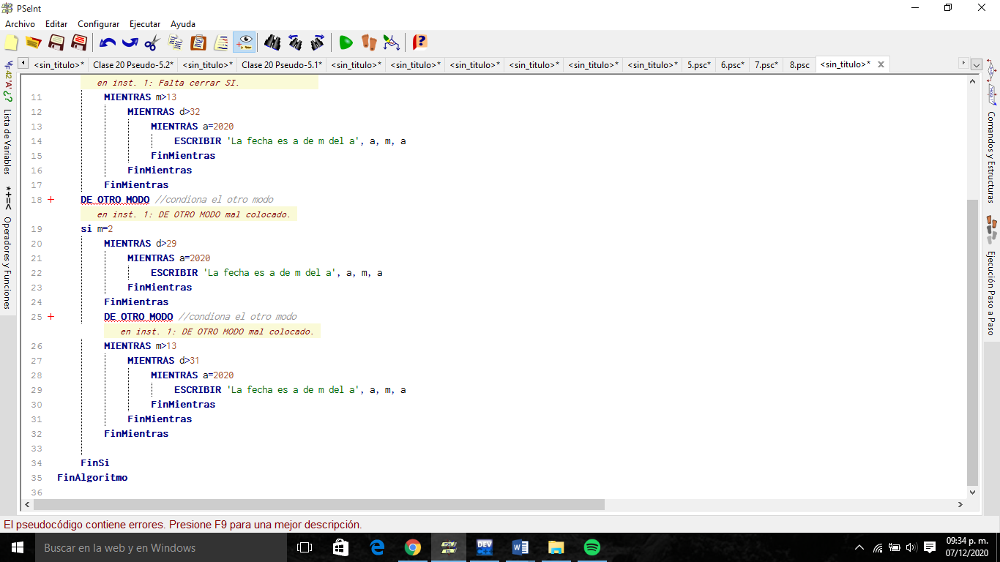 PSeInt
Archivo Editar Configurar Ejecutar Ayuda
<sin_titulo>* Clase 20 Pseudo-5.2* <sin_titulo>* Clase 20 Pseudo-5.1* <sin_titulo>* <sin_titulo>* <sin_titulo>* <sin_titulo>* <sin_titulo>* <sin_titulo>* 5.psc* 6.psc* 7.psc* 8.psc <sin_titulo>*
Lista de Variables
Operadores y Funciones
en inst. 1: Falta cerrar SI.
11 MIENTRAS m>13
12 MIENTRAS d>32
13 MIENTRAS a=2020
14 ESCRIBIR 'La fecha es a de m del a', a, m, a
15 FinMientras
16 FinMientras
17 FinMientras
18 DE OTRO MODO //condiona el otro modo
en inst. 1: DE OTRO MODO mal colocado.
19 si m=2
20 MIENTRAS d>29
21 MIENTRAS a=2020
22 ESCRIBIR 'La fecha es a de m del a', a, m, a
23 FinMientras
24 FinMientras
25 DE OTRO MODO //condiona el otro modo
en inst. 1: DE OTRO MODO mal colocado.
26 MIENTRAS m>13
27 MIENTRAS d>31
28 MIENTRAS a=2020
29 ESCRIBIR 'La fecha es a de m del a', a, m, a
30 FinMientras
31 FinMientras
32 FinMientras
33
34 FinSi
35 FinAlgoritmo
36
Comandos y Estructuras
Ejecución Paso a Paso
El pseudocódigo contiene errores. Presione F9 para una mejor descripción.
Buscar en la web y en Windows
DEV
09:34 p. m.
07/12/2020